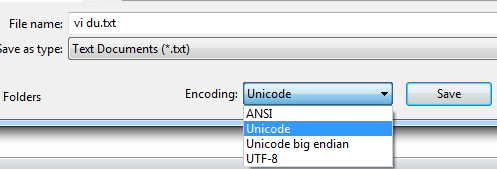 File name: vi du.txt
Save as type: Text Documents (*.txt)
Folders Encoding: Unicode Save
ANSI
Unicode
Unicode big endian
UTF-8